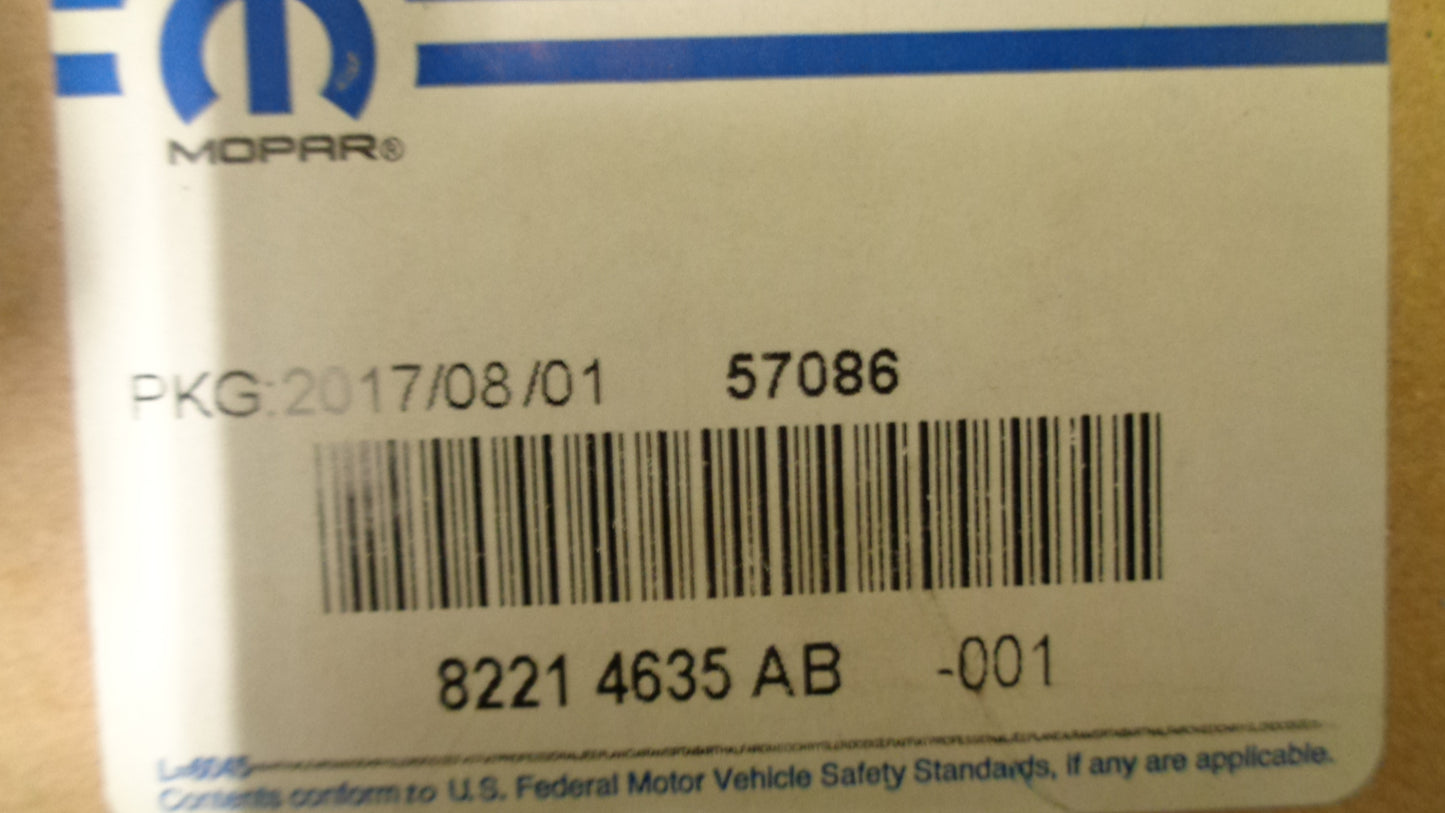 MOPAR®
PKG:2017/08/01 57086
8221 4635 AB -001
L-6045
Contents conform to U.S. Federal Motor Vehicle Safety Standards, if any are applicable.